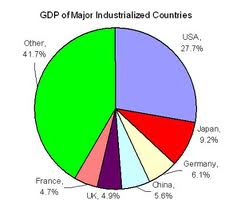 GDP of Major Industrialized Countries
Other,
41.7%
USA,
27.7%
Japan,
9.2%
Germany,
6.1%
China,
5.6%
UK, 4.9%
France,
4.7%